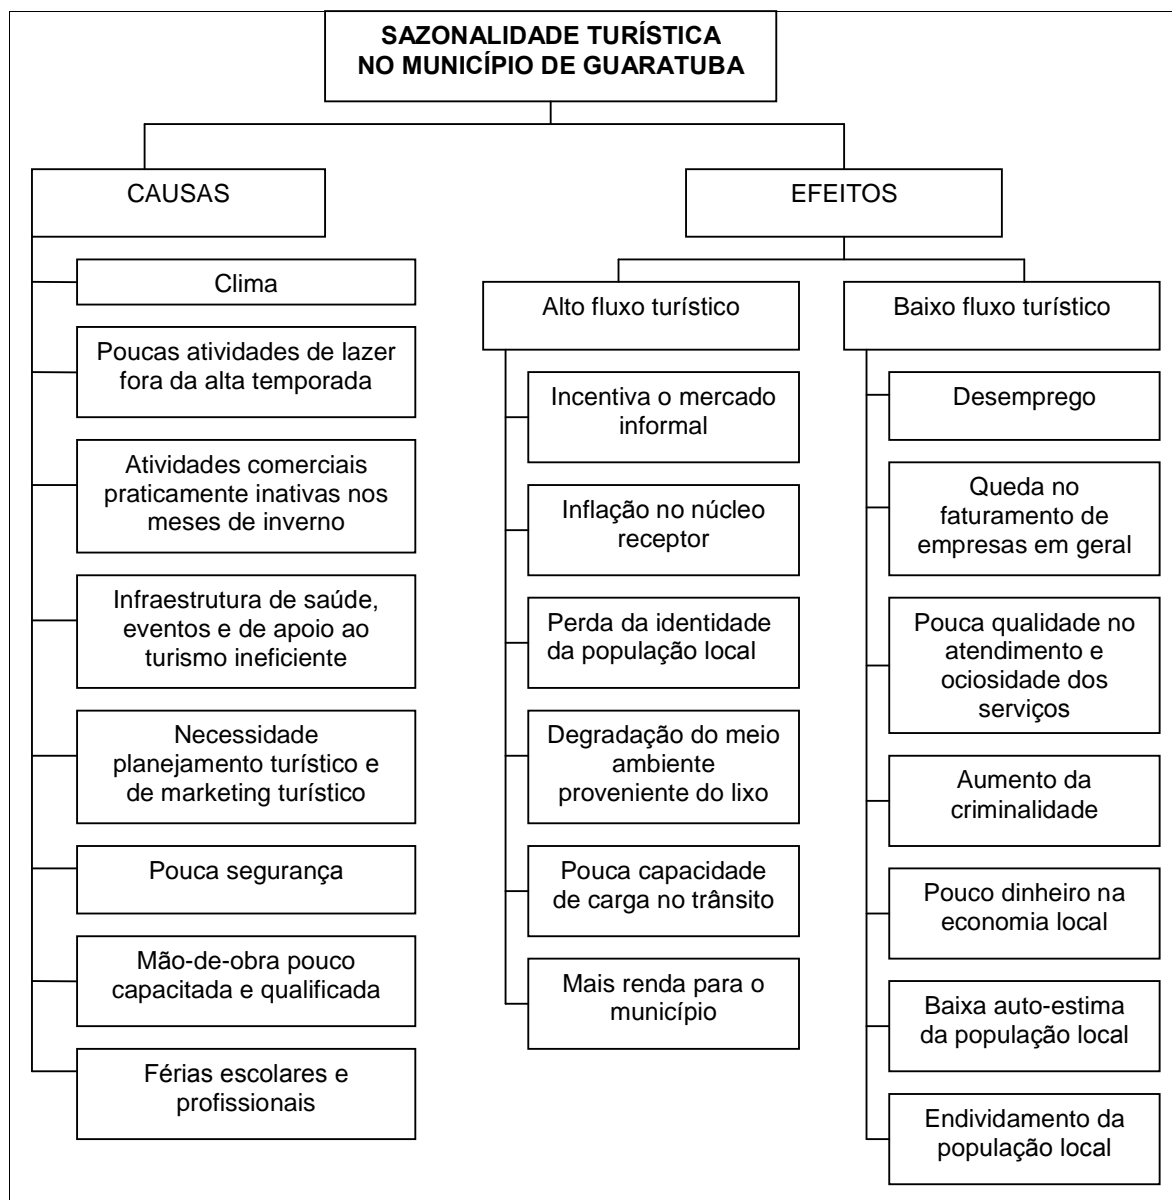 SAZONALIDADE TURÍSTICA
NO MUNICÍPIO DE GUARATUBA
CAUSAS
Clima
Poucas atividades de lazer
fora da alta temporada
Atividades comerciais
praticamente inativas nos
meses de inverno
Infraestrutura de saúde,
eventos e de apoio ao
turismo ineficiente
Necessidade
planejamento turístico e
de marketing turístico
Pouca segurança
Mão-de-obra pouco
capacitada e qualificada
Férias escolares e
profissionais
EFEITOS
Alto fluxo turístico
Incentiva o mercado
informal
Inflação no núcleo
receptor
Perda da identidade
da população local
Degradação do meio
ambiente
proveniente do lixo
Pouca capacidade
de carga no trânsito
Mais renda para o
município
Baixo fluxo turístico
Desemprego
Queda no
faturamento de
empresas em geral
Pouca qualidade no
atendimento e
ociosidade dos
serviços
Aumento da
criminalidade
Pouco dinheiro na
economia local
Baixa auto-estima
da população local
Endividamento da
população local